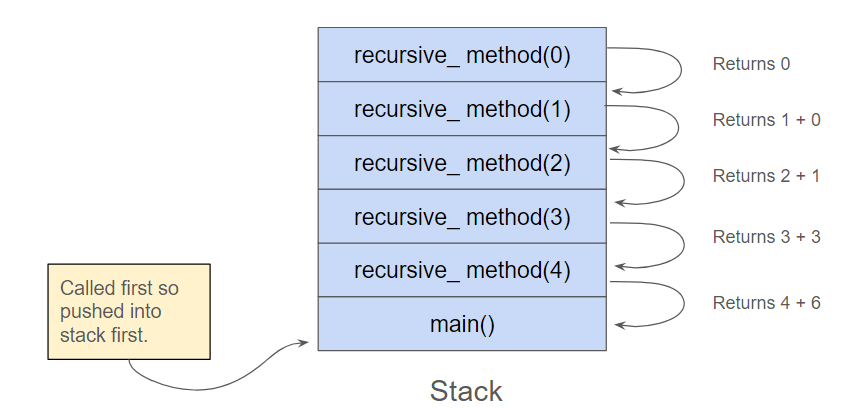 recursive_ method(0)
Returns 0
recursive_ method(1)
Returns 1 + 0
recursive_ method(2)
Returns 2 + 1
recursive_ method(3)
Returns 3 + 3
recursive_ method(4)
Returns 4 + 6
main()
Called first so
pushed into
stack first.
Stack